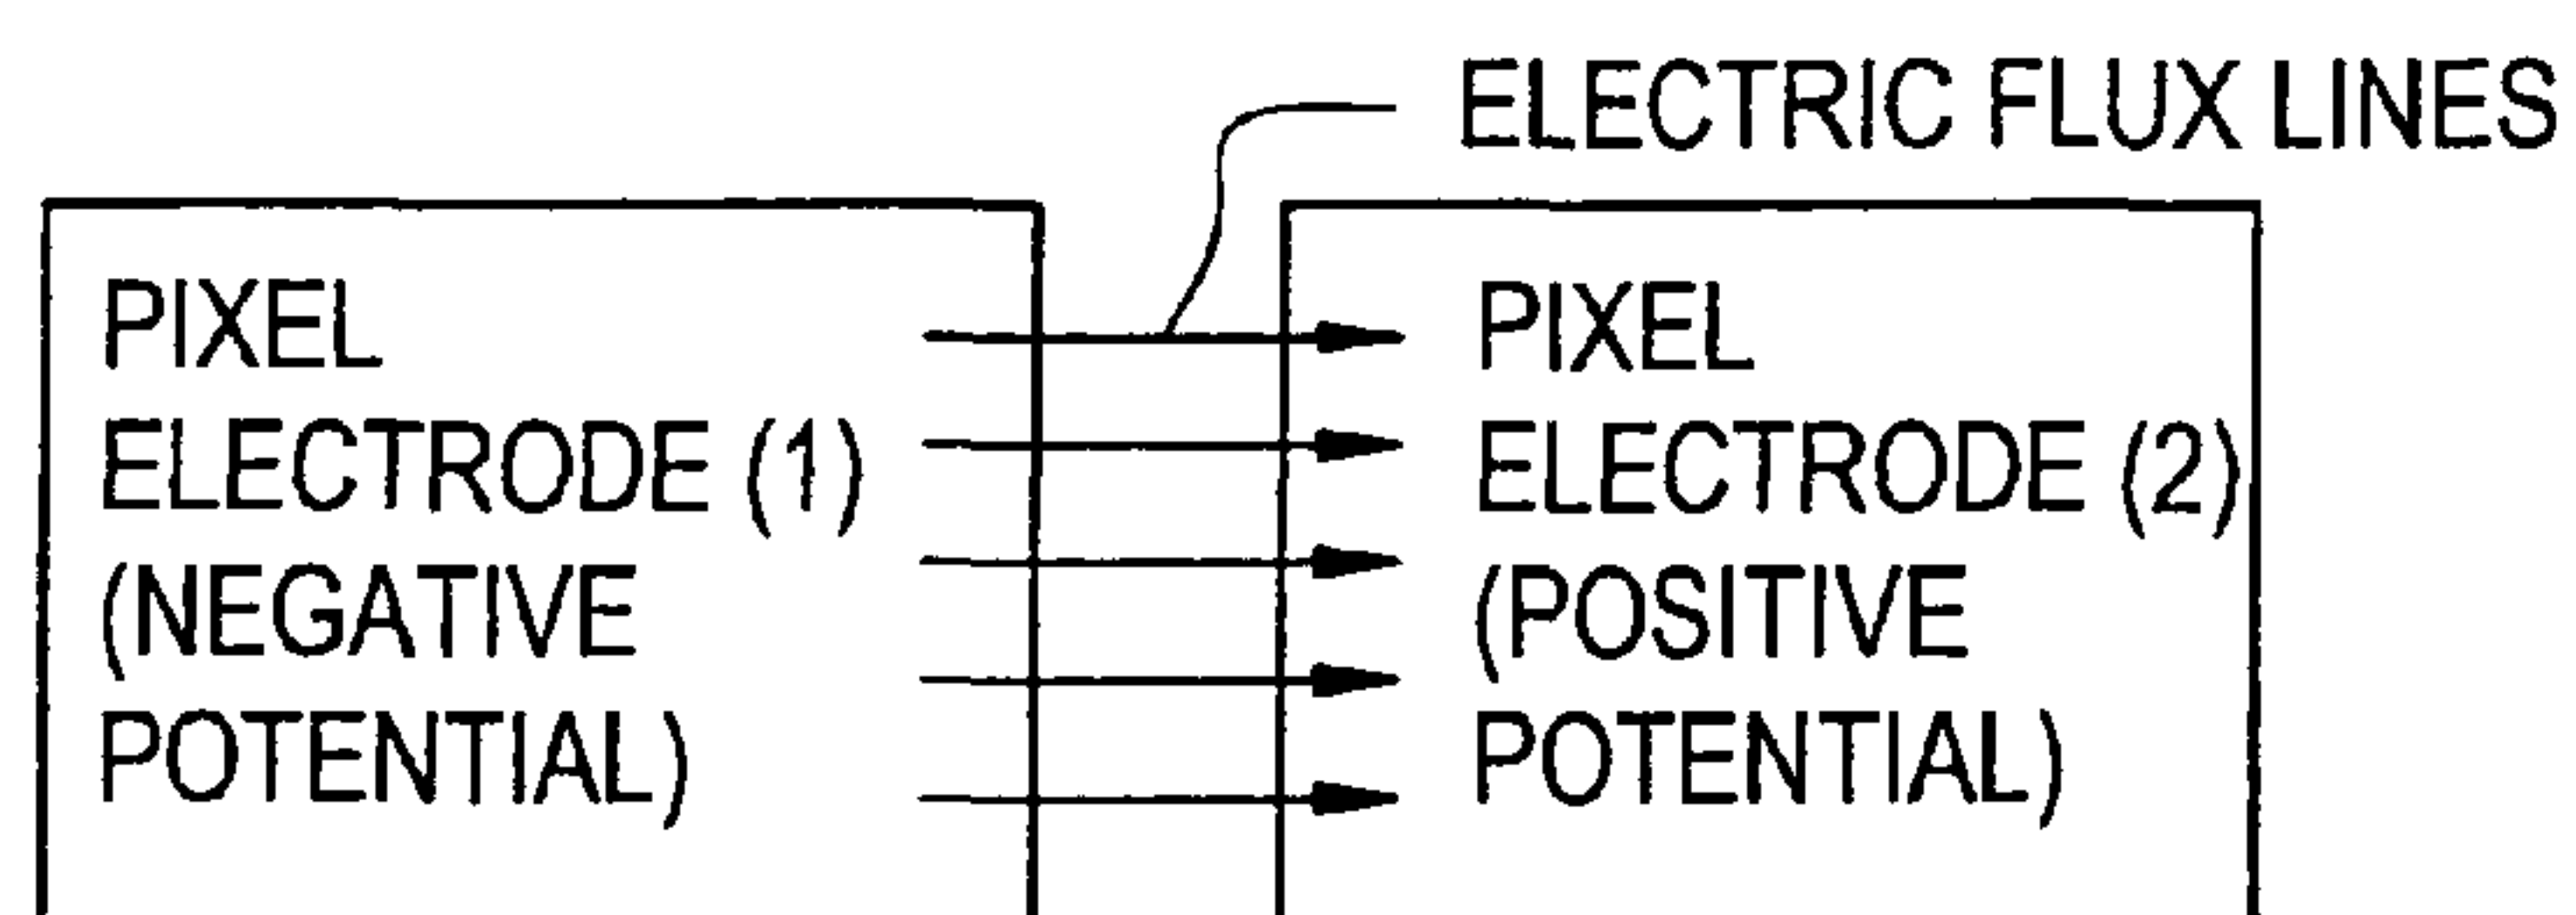 ELECTRIC FLUX LINES
PIXEL
ELECTRODE (1)
(NEGATIVE
POTENTIAL)
PIXEL
ELECTRODE (2)
(POSITIVE
POTENTIAL)